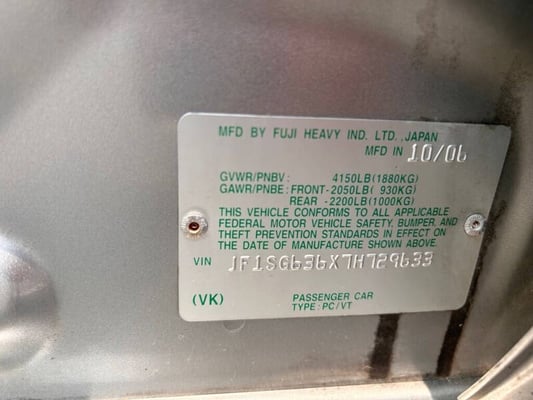 MFD BY FUJI HEAVY IND. LTD., JAPAN
MFD IN 10/06
GVWR/PNBV: 4150LB(1880KG)
GAWR/PNBE: FRONT-2050LB( 930KG)
REAR -2200LB(1000KG)
THIS VEHICLE CONFORMS TO ALL APPLICABLE
FEDERAL MOTOR VEHICLE SAFETY, BUMPER, AND
THEFT PREVENTION STANDARDS IN EFFECT ON
THE DATE OF MANUFACTURE SHOWN ABOVE.
VIN JF1SG636X7H729633
(VK) PASSENGER CAR
TYPE: PC/VT